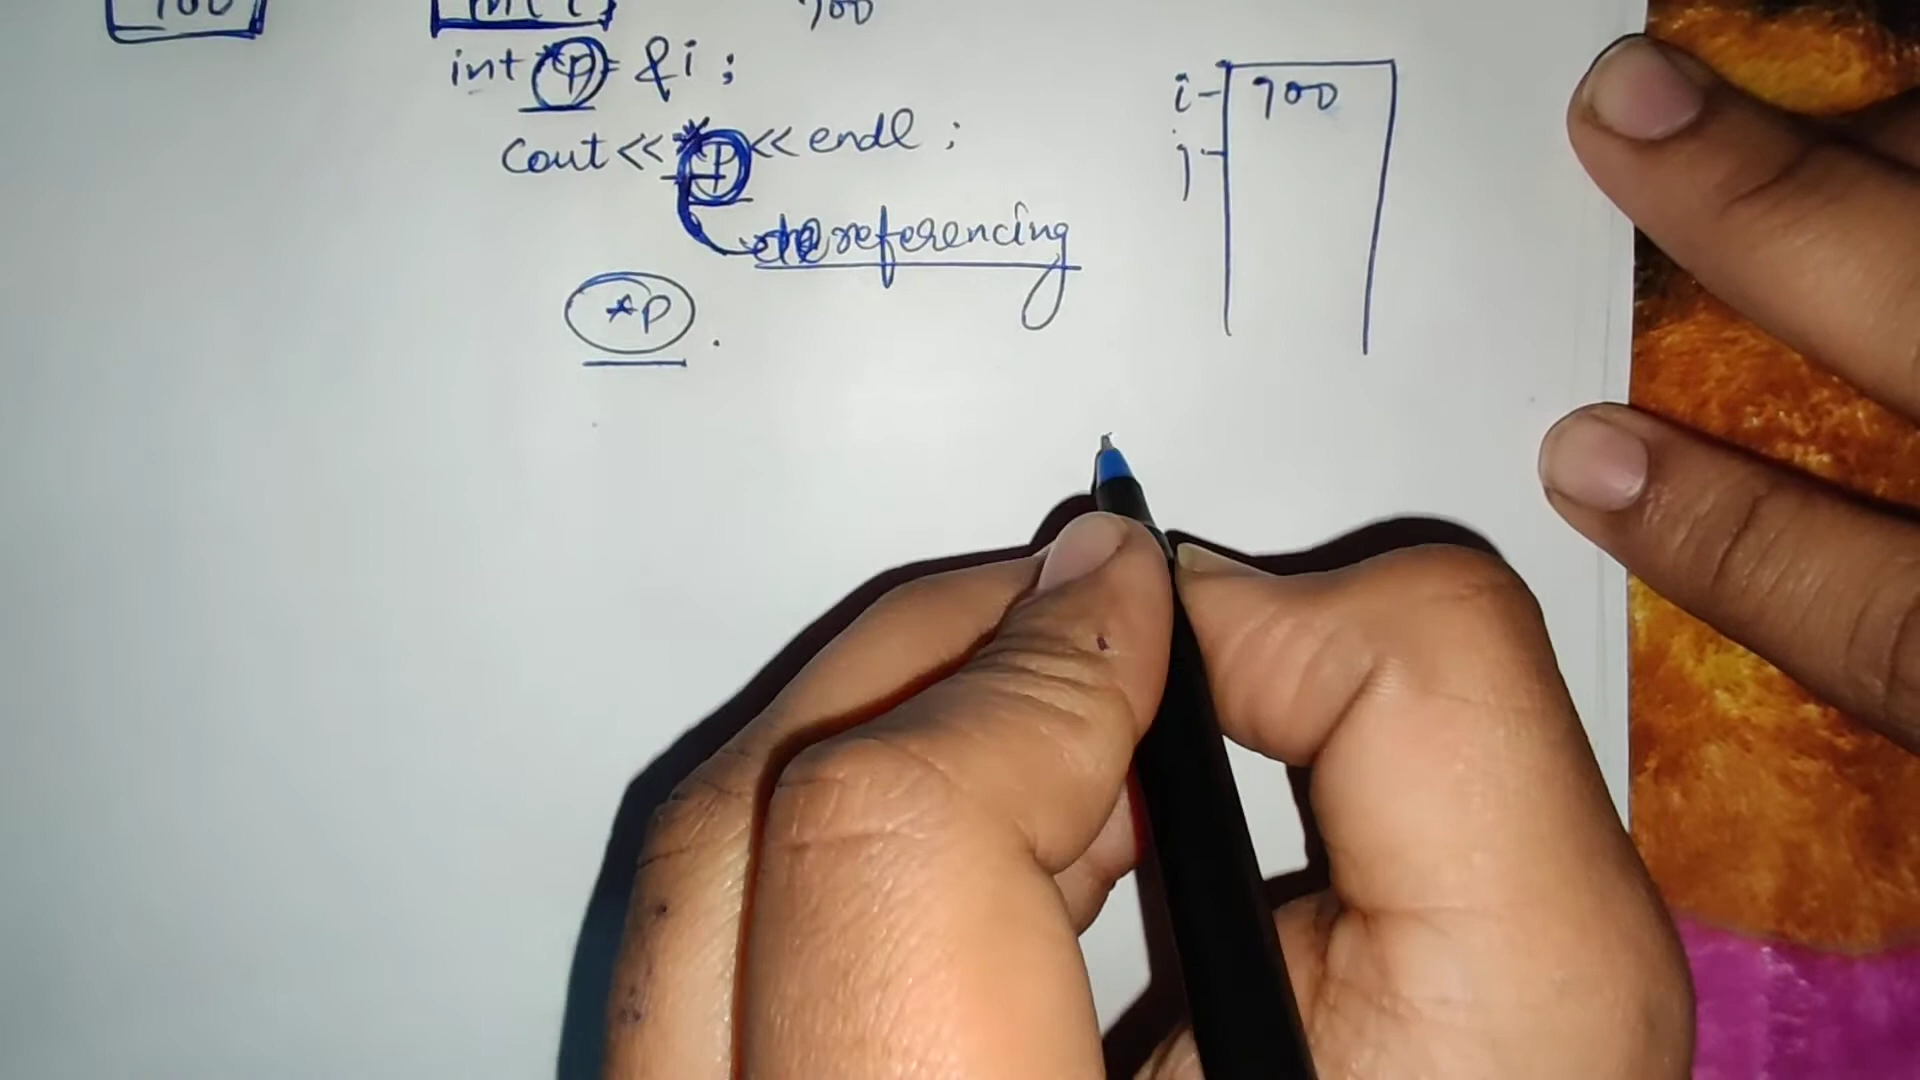 int *p = &i ;
Cout << *p << endl ;
dereferencing
*p .
i - 700
j -